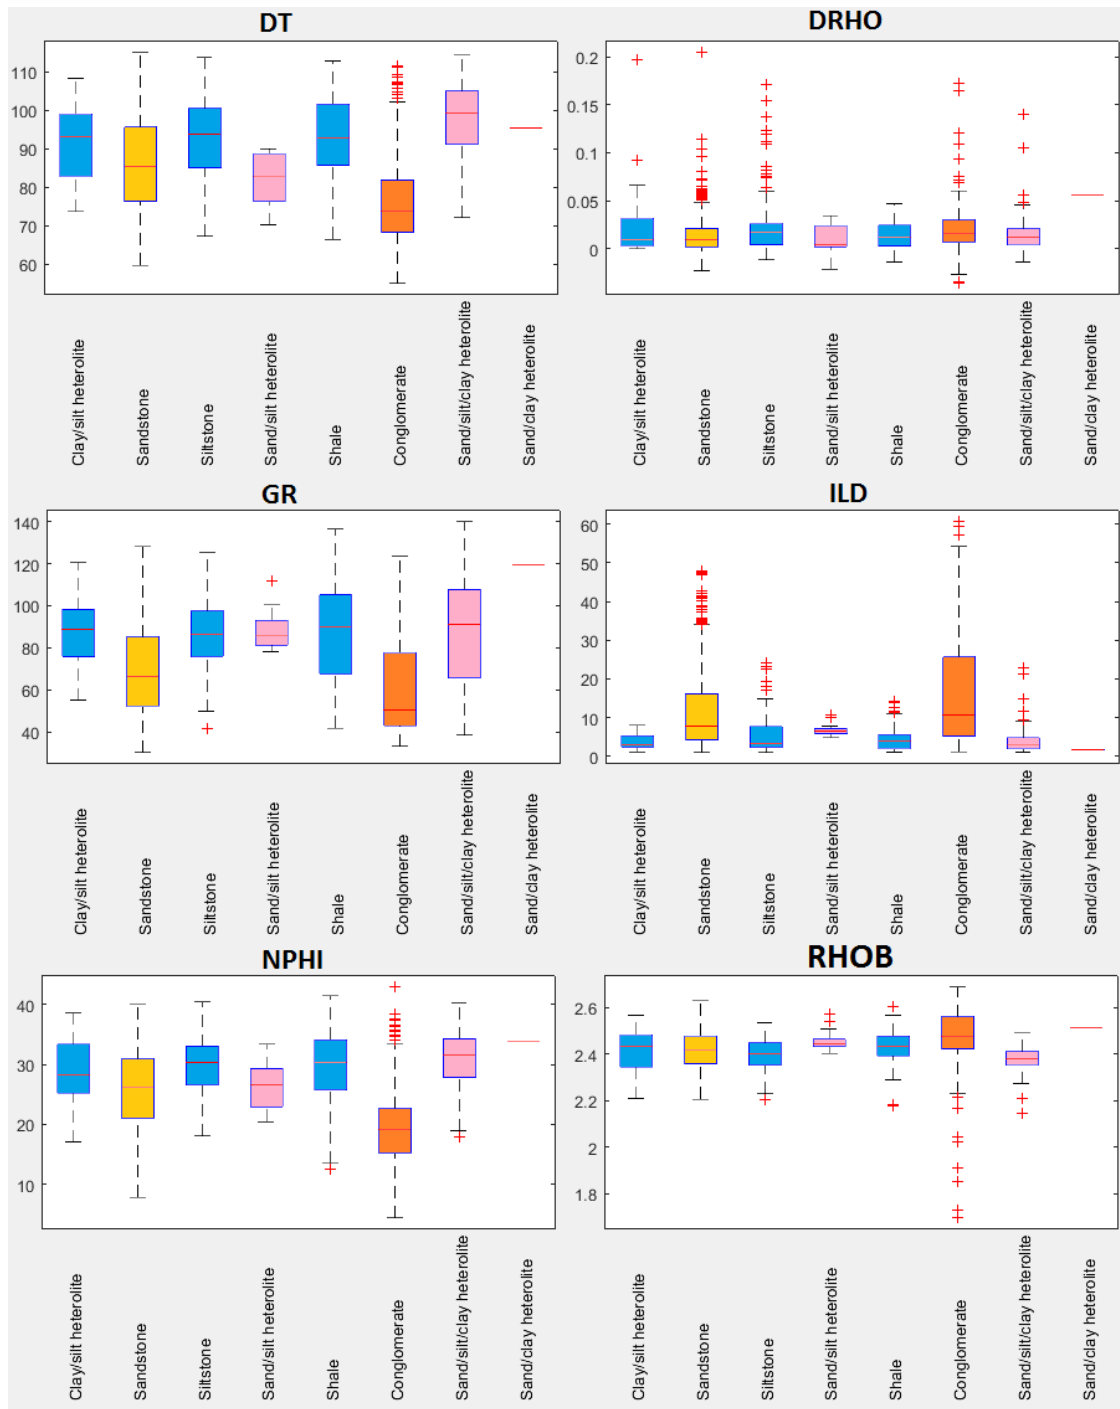 DT
110
100
90
80
70
60
Clay/silt heterolite
Sandstone
Siltstone
Sand/silt heterolite
Shale
Conglomerate
Sand/silt/clay heterolite
Sand/clay heterolite
DRHO
0.2
0.15
0.1
0.05
0
Clay/silt heterolite
Sandstone
Siltstone
Sand/silt heterolite
Shale
Conglomerate
Sand/silt/clay heterolite
Sand/clay heterolite
GR
140
120
100
80
60
40
Clay/silt heterolite
Sandstone
Siltstone
Sand/silt heterolite
Shale
Conglomerate
Sand/silt/clay heterolite
Sand/clay heterolite
ILD
60
50
40
30
20
10
0
Clay/silt heterolite
Sandstone
Siltstone
Sand/silt heterolite
Shale
Conglomerate
Sand/silt/clay heterolite
Sand/clay heterolite
NPHI
40
30
20
10
Clay/silt heterolite
Sandstone
Siltstone
Sand/silt heterolite
Shale
Conglomerate
Sand/silt/clay heterolite
Sand/clay heterolite
RHOB
2.6
2.4
2.2
2
1.8
Clay/silt heterolite
Sandstone
Siltstone
Sand/silt heterolite
Shale
Conglomerate
Sand/silt/clay heterolite
Sand/clay heterolite